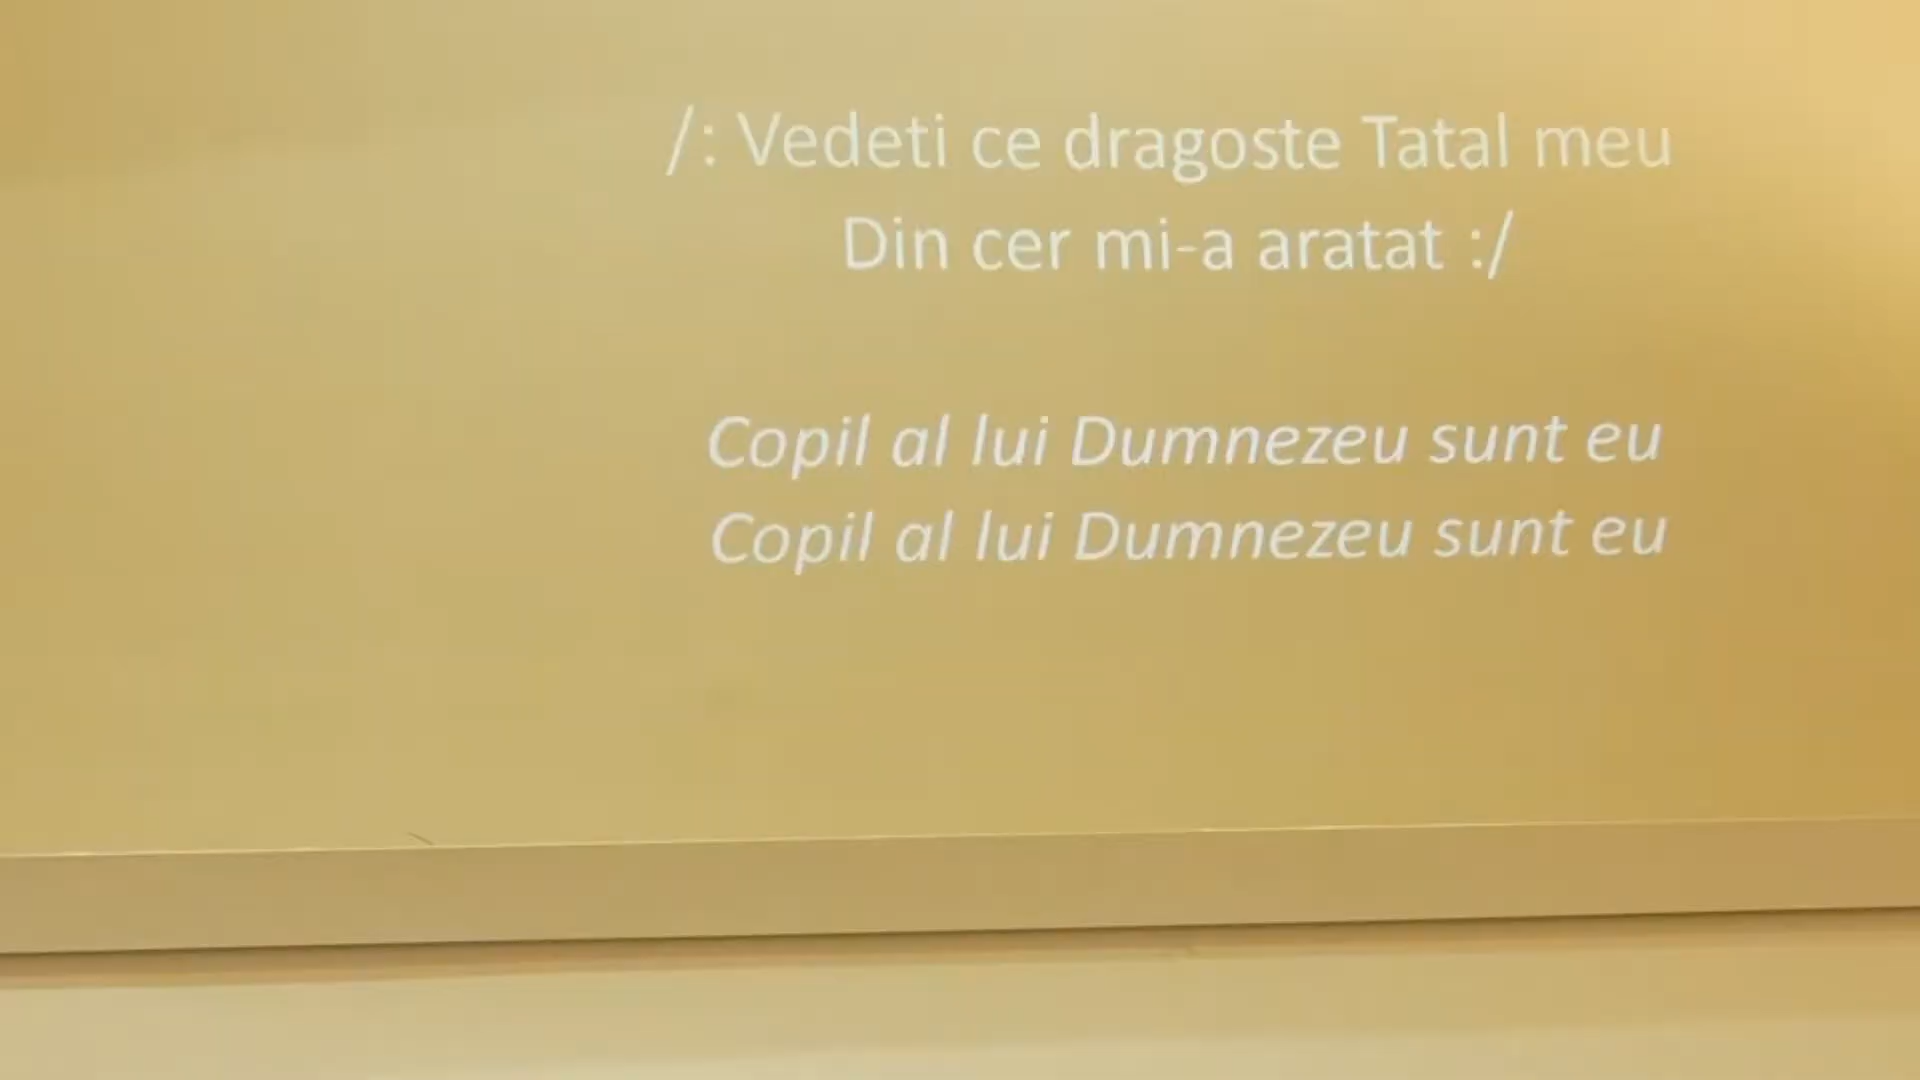 /: Vedeti ce dragoste Tatal meu
Din cer mi-a aratat :/
Copil al lui Dumnezeu sunt eu
Copil al lui Dumnezeu sunt eu